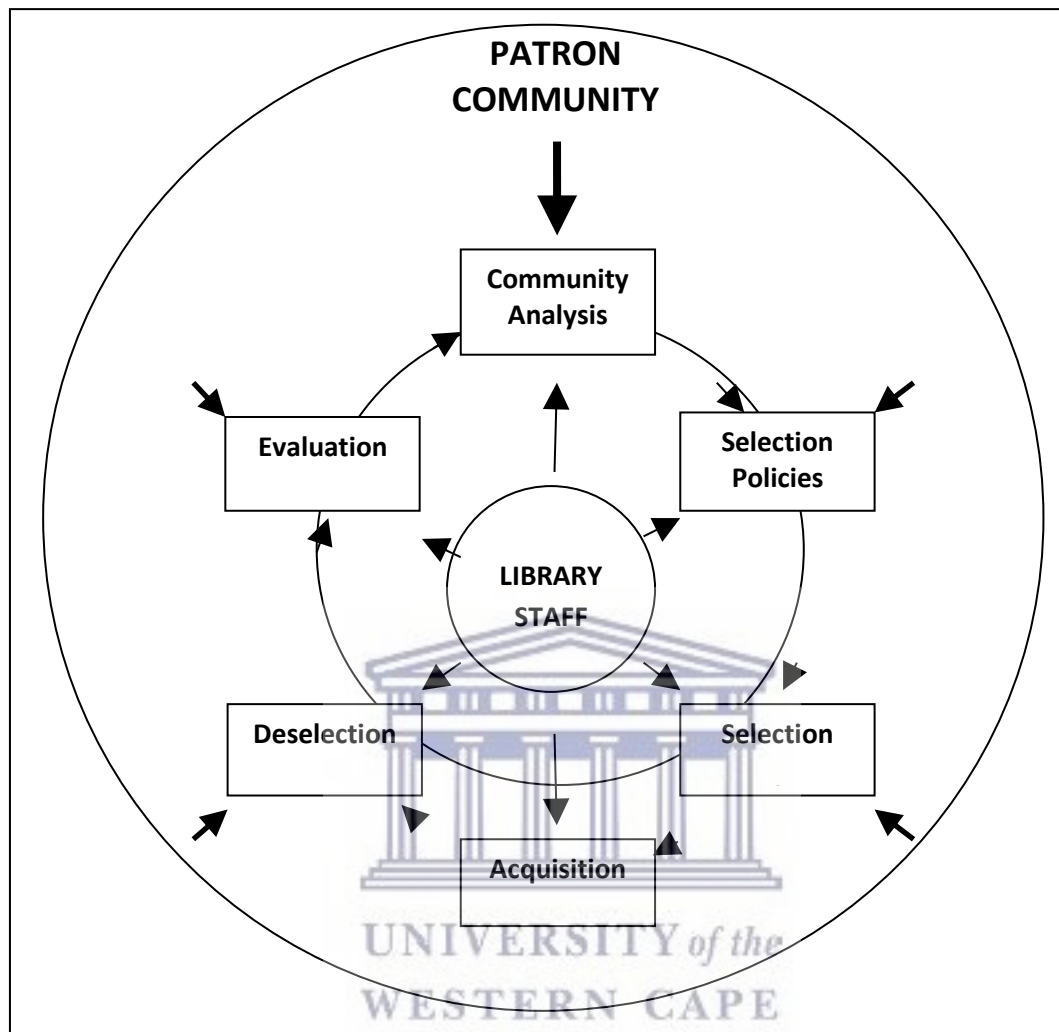 PATRON
COMMUNITY
Community
Analysis
Evaluation
Selection
Policies
LIBRARY
STAFF
Deselection
Selection
Acquisition
UNIVERSITY of the
WESTERN CAPE